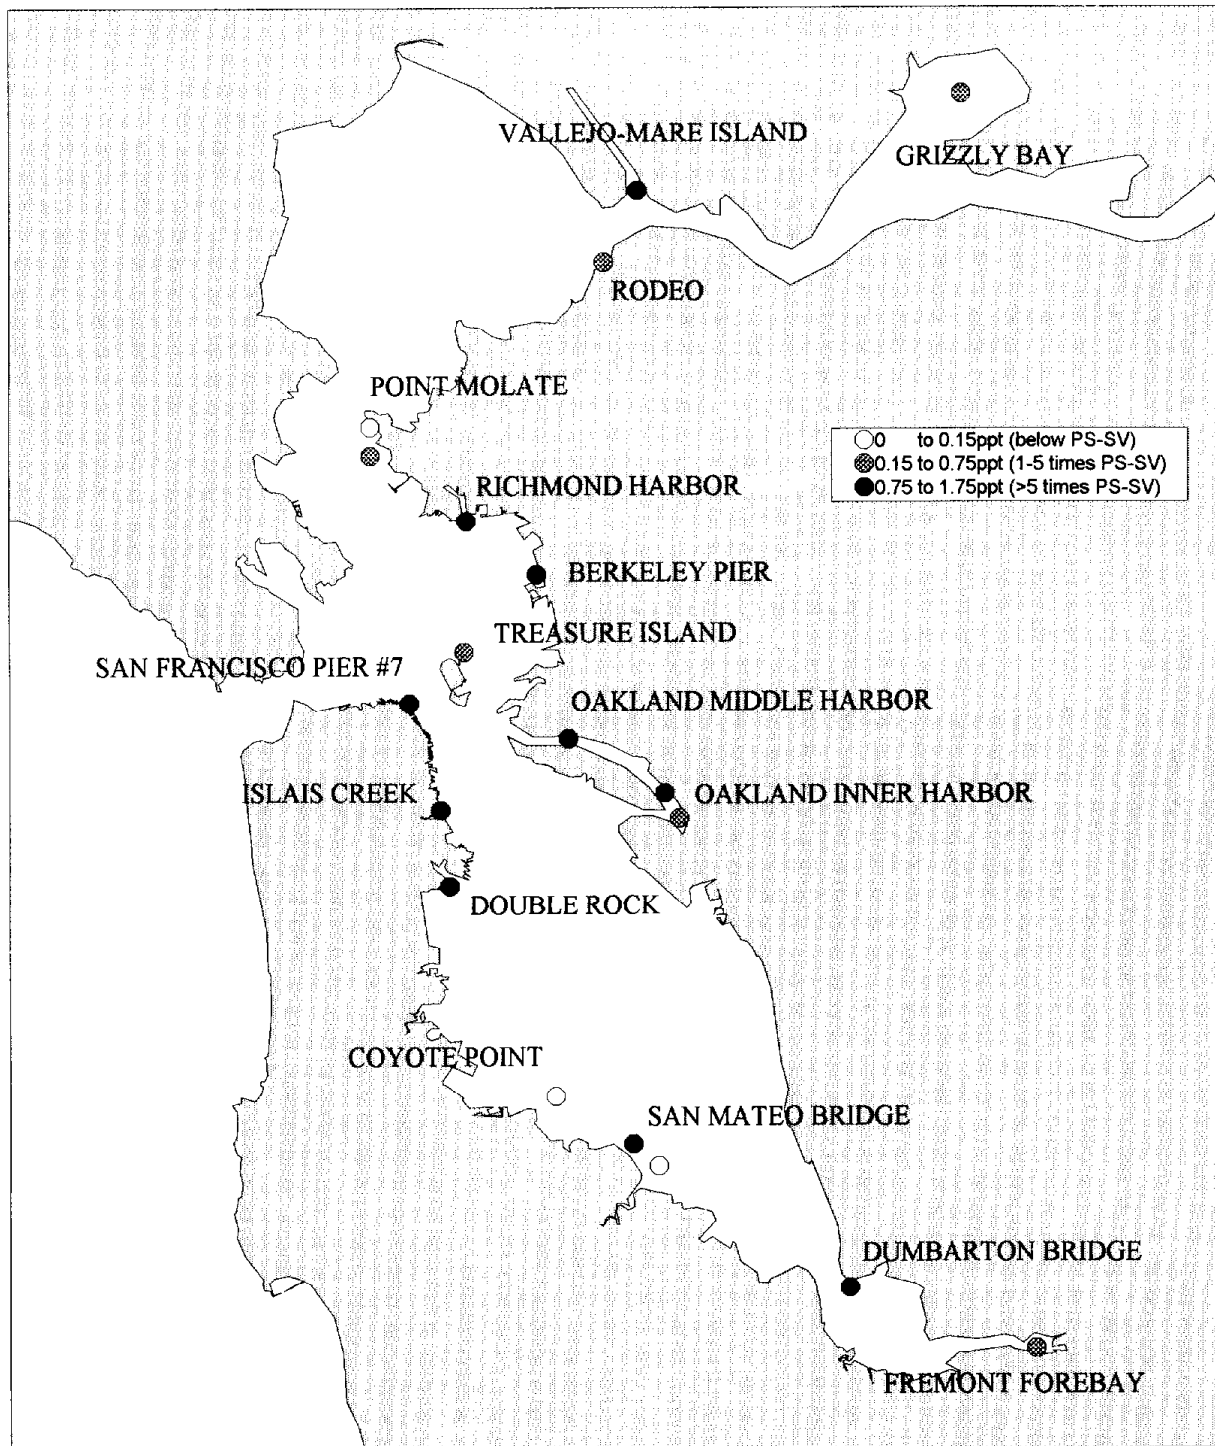 VALLEJO-MARE ISLAND
GRIZZLY BAY
RODEO
POINT MOLATE
0 to 0.15ppt (below PS-SV)
0.15 to 0.75ppt (1-5 times PS-SV)
0.75 to 1.75ppt (>5 times PS-SV)
RICHMOND HARBOR
BERKELEY PIER
TREASURE ISLAND
SAN FRANCISCO PIER #7
OAKLAND MIDDLE HARBOR
ISLAIS CREEK
OAKLAND INNER HARBOR
DOUBLE ROCK
COYOTE POINT
SAN MATEO BRIDGE
DUMBARTON BRIDGE
FREMONT FOREBAY